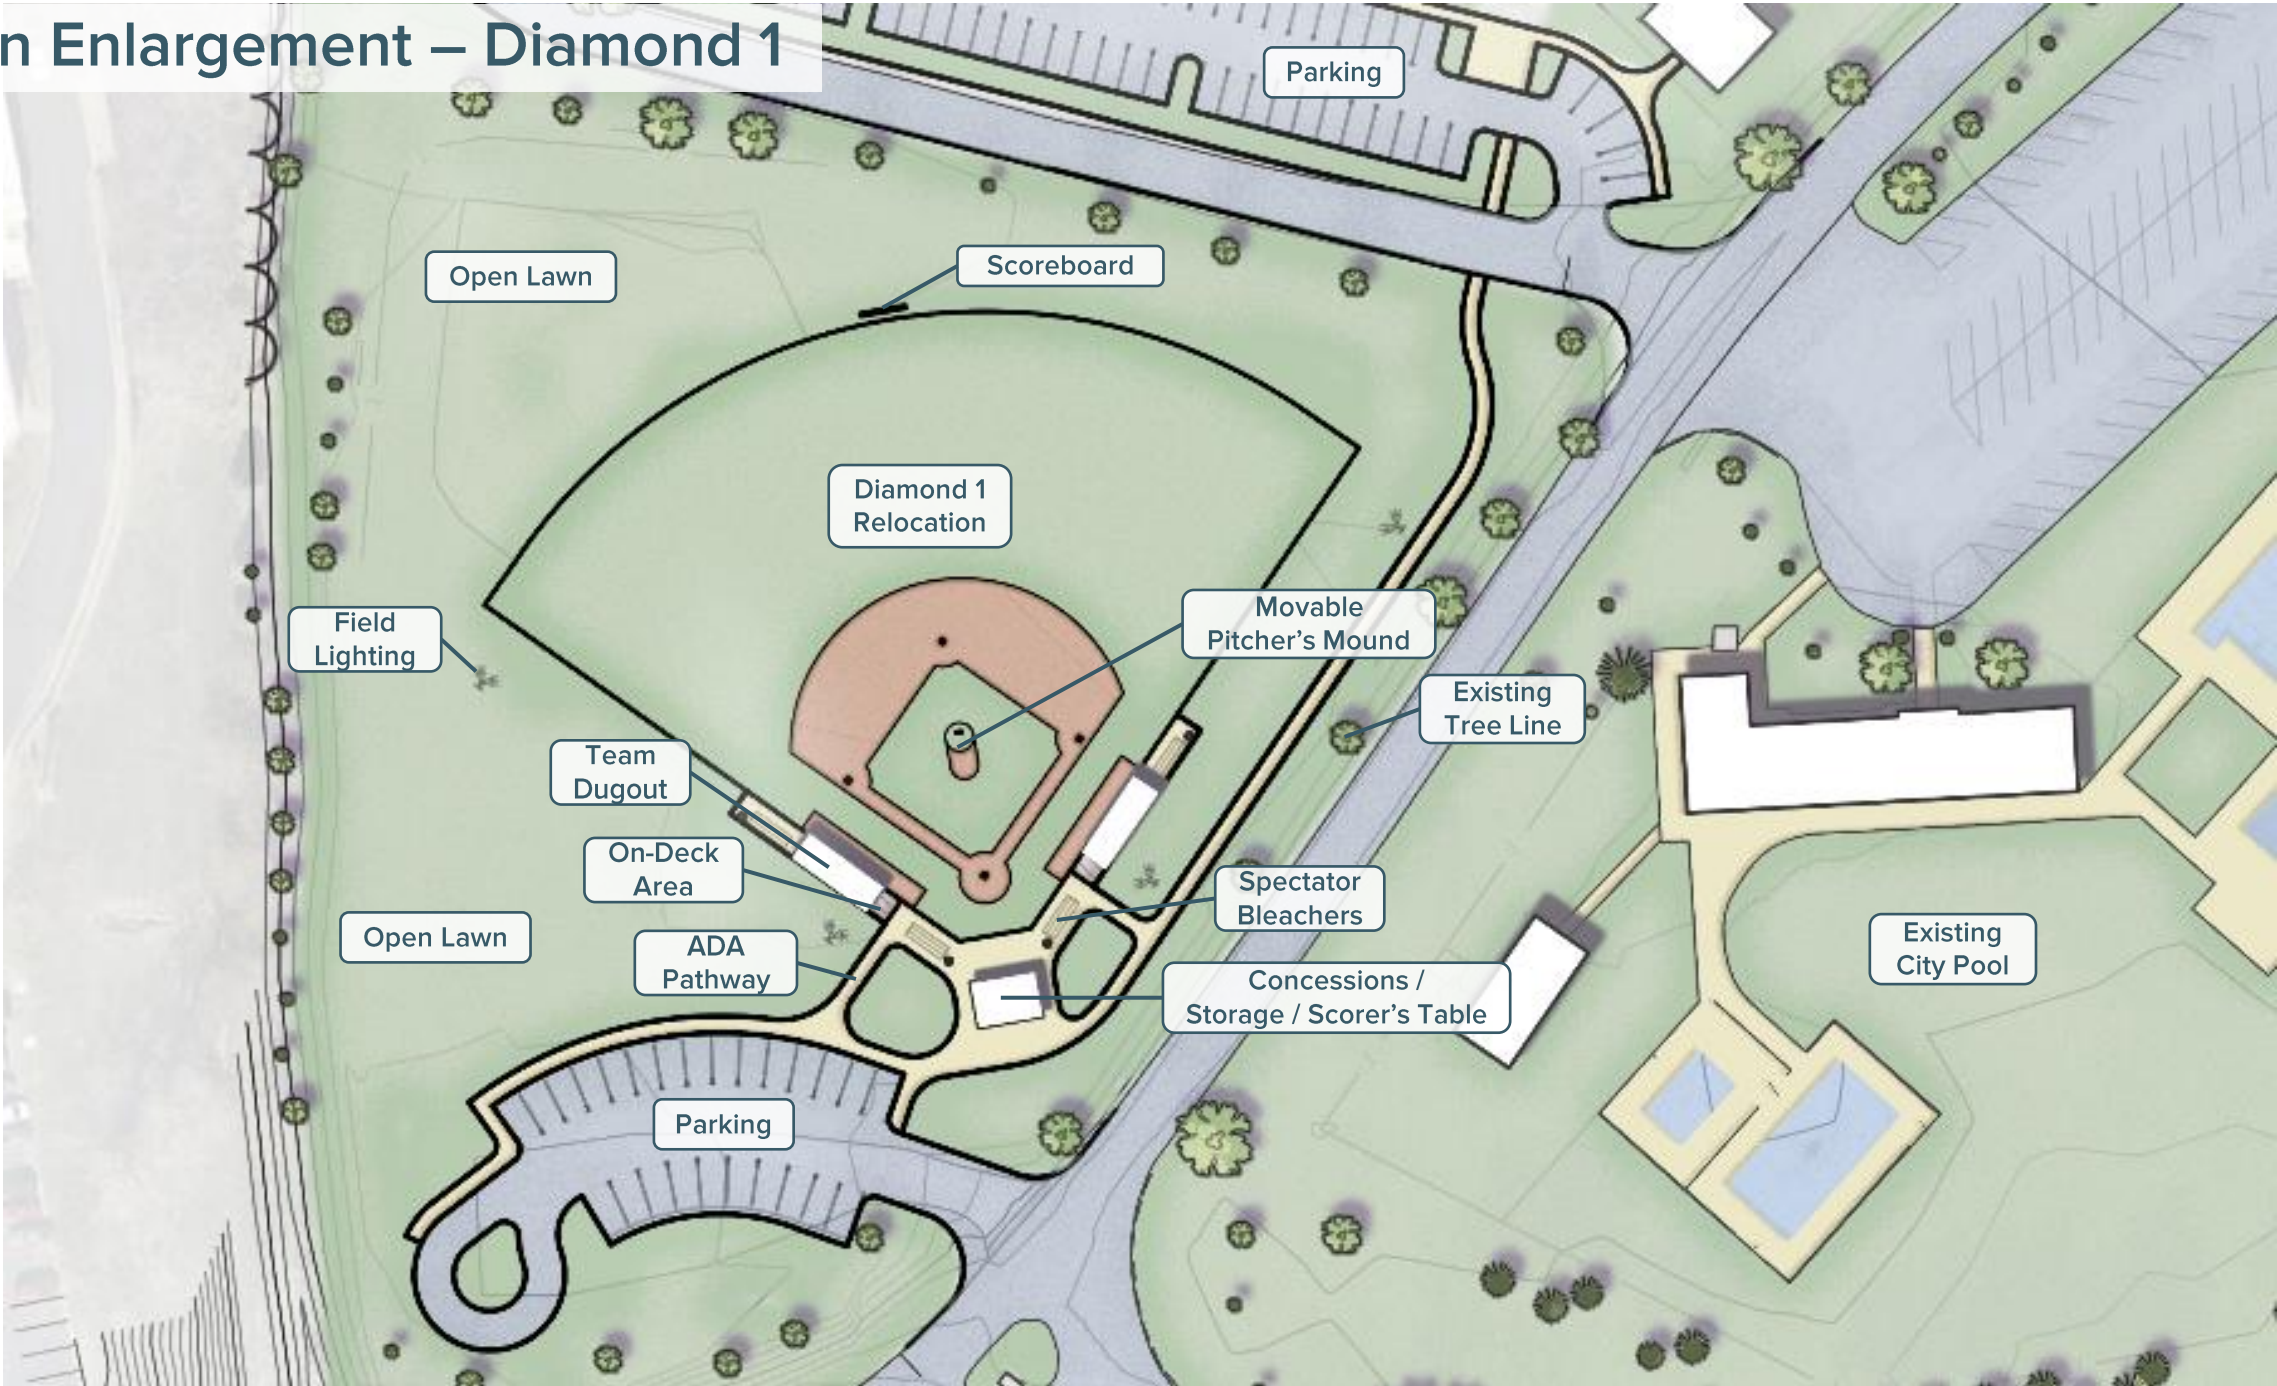 n Enlargement – Diamond 1
Parking
Open Lawn
Scoreboard
Diamond 1
Relocation
Field
Lighting
Movable
Pitcher's Mound
Existing
Tree Line
Team
Dugout
On-Deck
Area
Spectator
Bleachers
Open Lawn
ADA
Pathway
Existing
City Pool
Concessions /
Storage / Scorer's Table
Parking